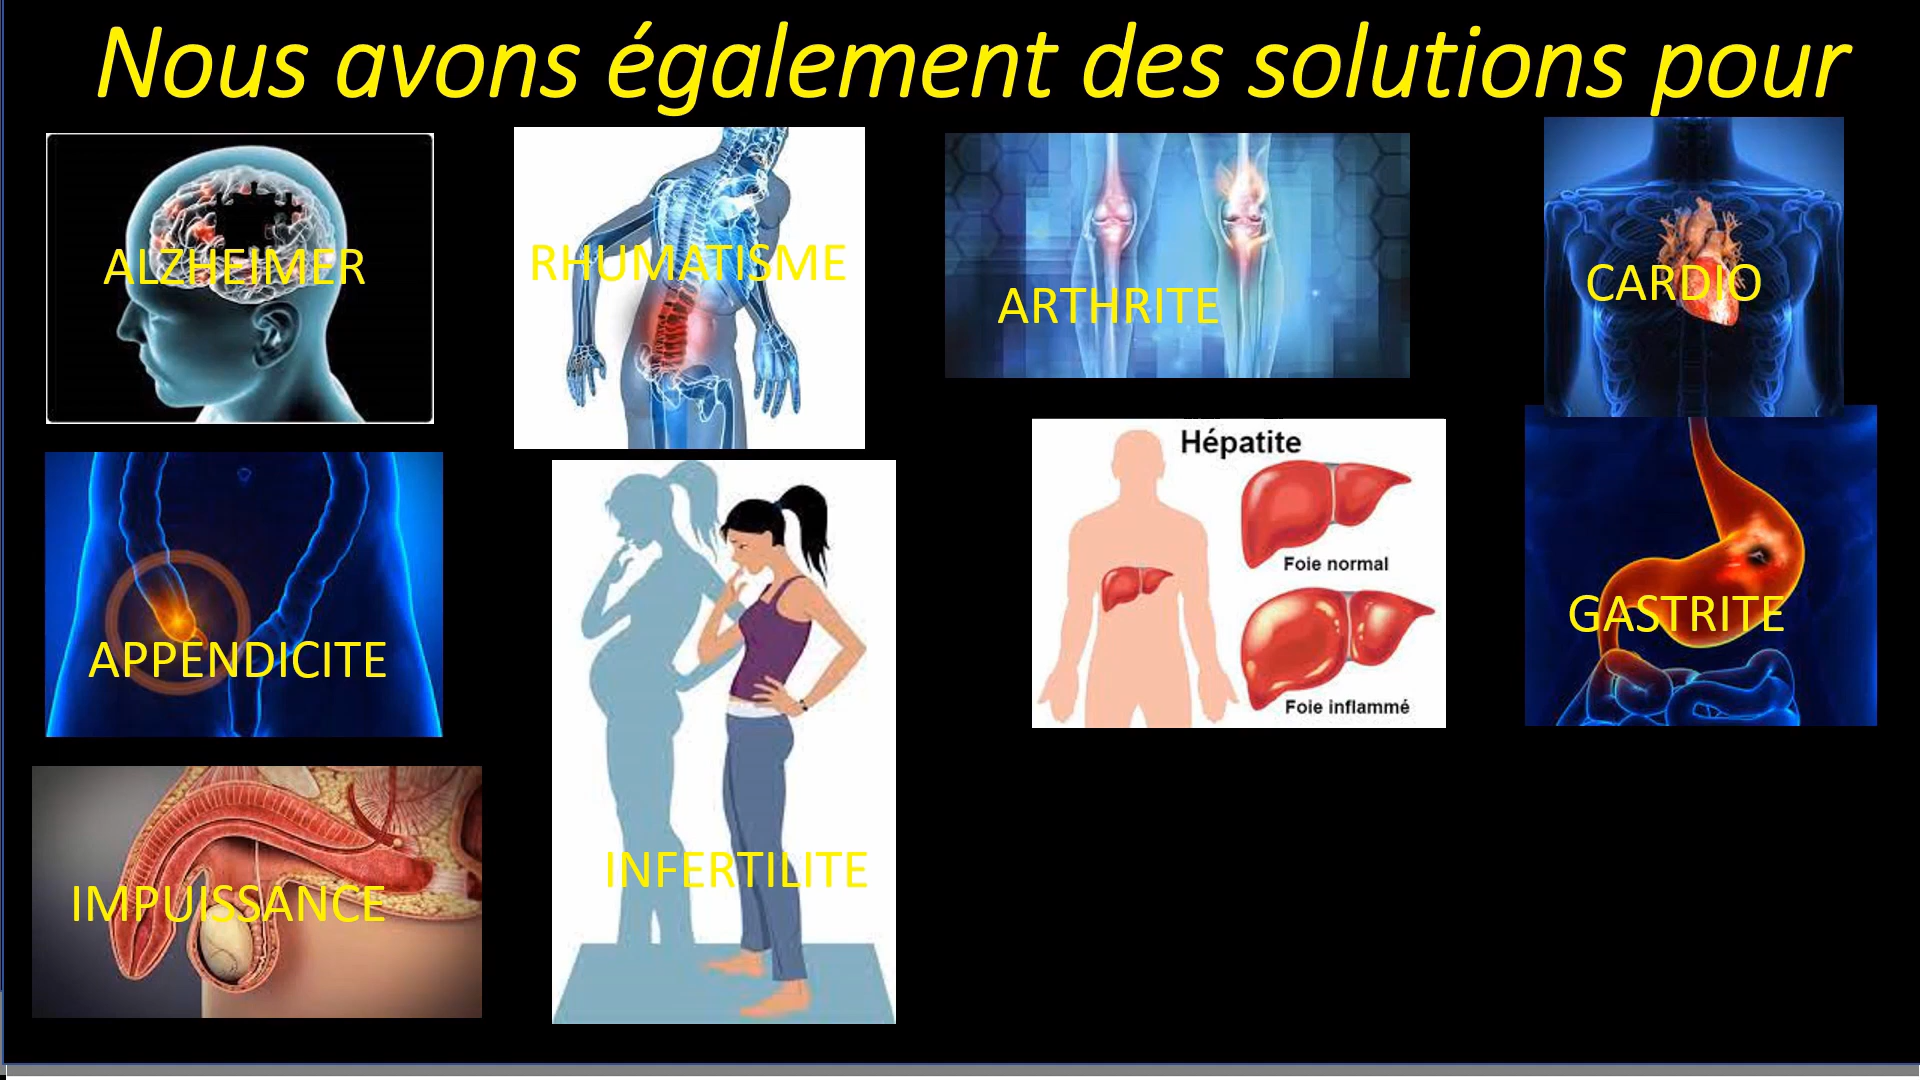 Nous avons également des solutions pour
ALZHEIMER
RHUMATISME
ARTHRITE
CARDIO
APPENDICITE
Hépatite
Foie normal
Foie inflammé
GASTRITE
IMPUISSANCE
INFERTILITE